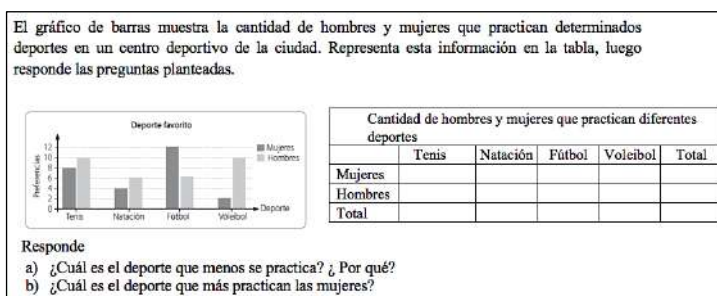 El gráfico de barras muestra la cantidad de hombres y mujeres que practican determinados
deportes en un centro deportivo de la ciudad. Representa esta información en la tabla, luego
responde las preguntas planteadas.
Deporte favorito
Preferencias
12
10
8
6
4
2
0
Tenis Natación Fútbol Voleibol
Deporte
Mujeres
Hombres
Cantidad de hombres y mujeres que practican diferentes
deportes
Tenis Natación Fútbol Voleibol Total
Mujeres
Hombres
Total
Responde
a) ¿Cuál es el deporte que menos se practica? ¿ Por qué?
b) ¿Cuál es el deporte que más practican las mujeres?